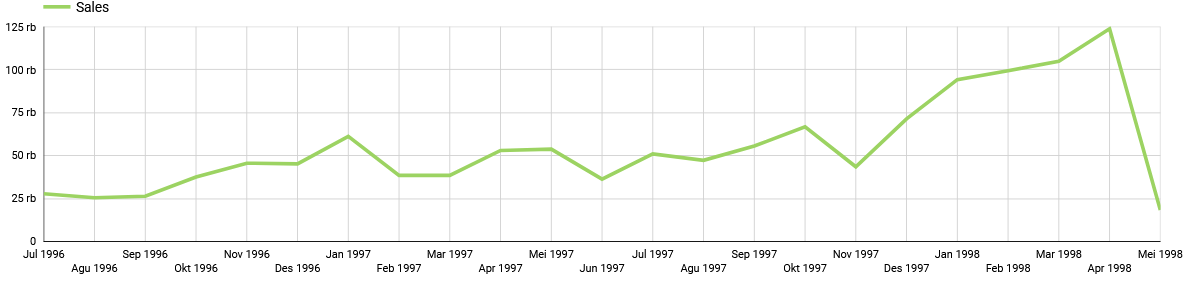 Sales
125 rb
100 rb
75 rb
50 rb
25 rb
0
Jul 1996
Agu 1996
Sep 1996
Okt 1996
Nov 1996
Des 1996
Jan 1997
Feb 1997
Mar 1997
Apr 1997
Mei 1997
Jun 1997
Jul 1997
Agu 1997
Sep 1997
Okt 1997
Nov 1997
Des 1997
Jan 1998
Feb 1998
Mar 1998
Apr 1998
Mei 1998